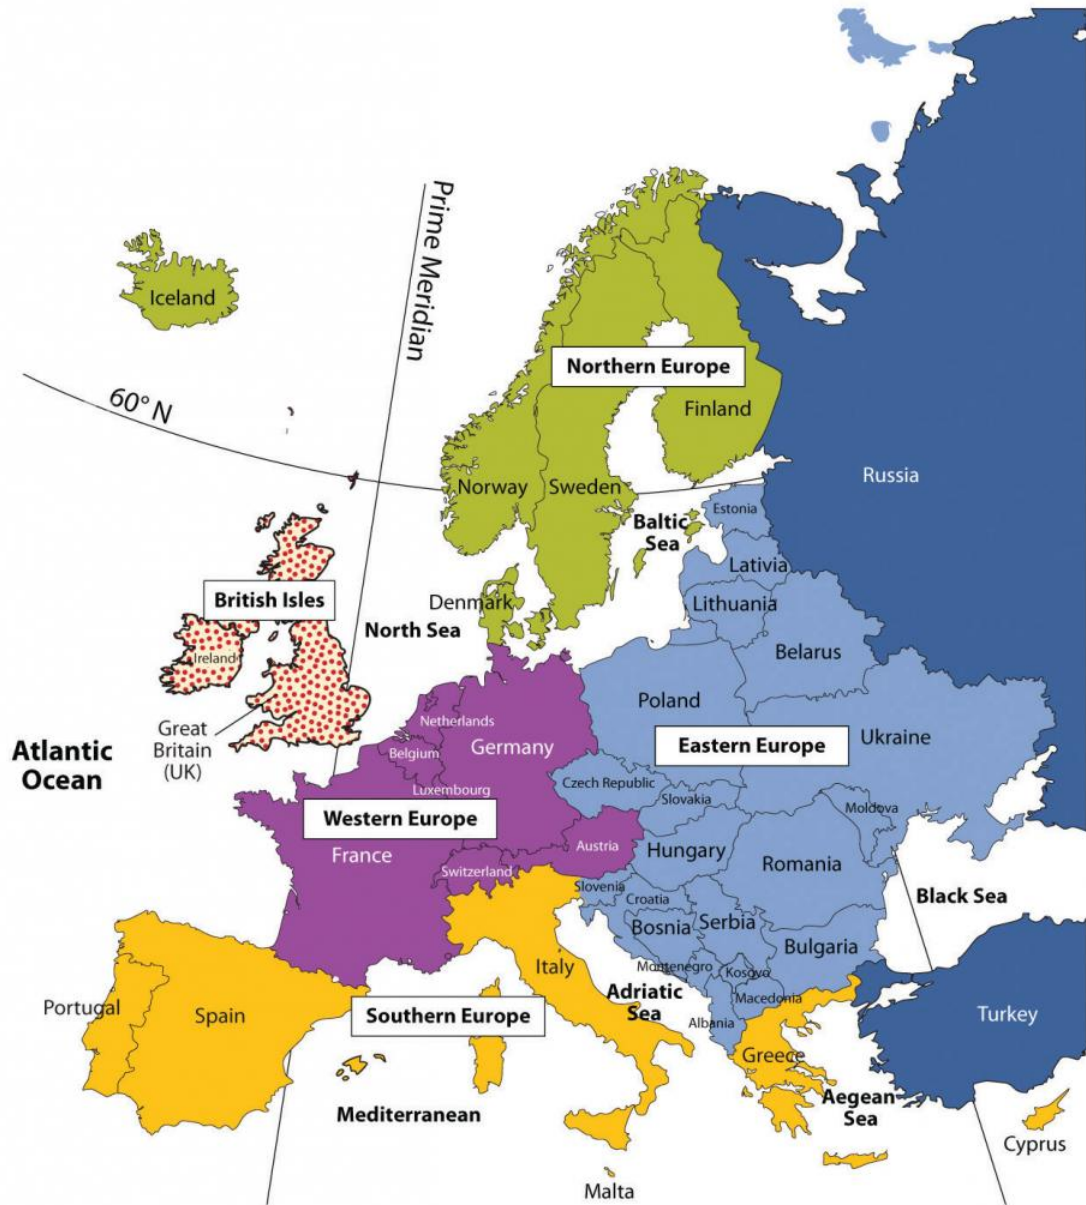 Prime Meridian
Iceland
Northern Europe
60° N
Finland
Russia
Norway
Sweden
Estonia
Baltic
Sea
Lativia
British Isles
Denmark
Lithuania
North Sea
Ireland
Belarus
Poland
Great
Britain
(UK)
Netherlands
Ukraine
Atlantic
Ocean
Belgium
Germany
Eastern Europe
Czech Republic
Luxembourg
Slovakia
Moldova
Western Europe
France
Austria
Hungary
Romania
Switzerland
Slovenia
Croatia
Black Sea
Bosnia
Serbia
Bulgaria
Montenegro
Kosovo
Italy
Adriatic
Sea
Macedonia
Portugal
Spain
Southern Europe
Albania
Turkey
Greece
Mediterranean
Aegean
Sea
Cyprus
Malta